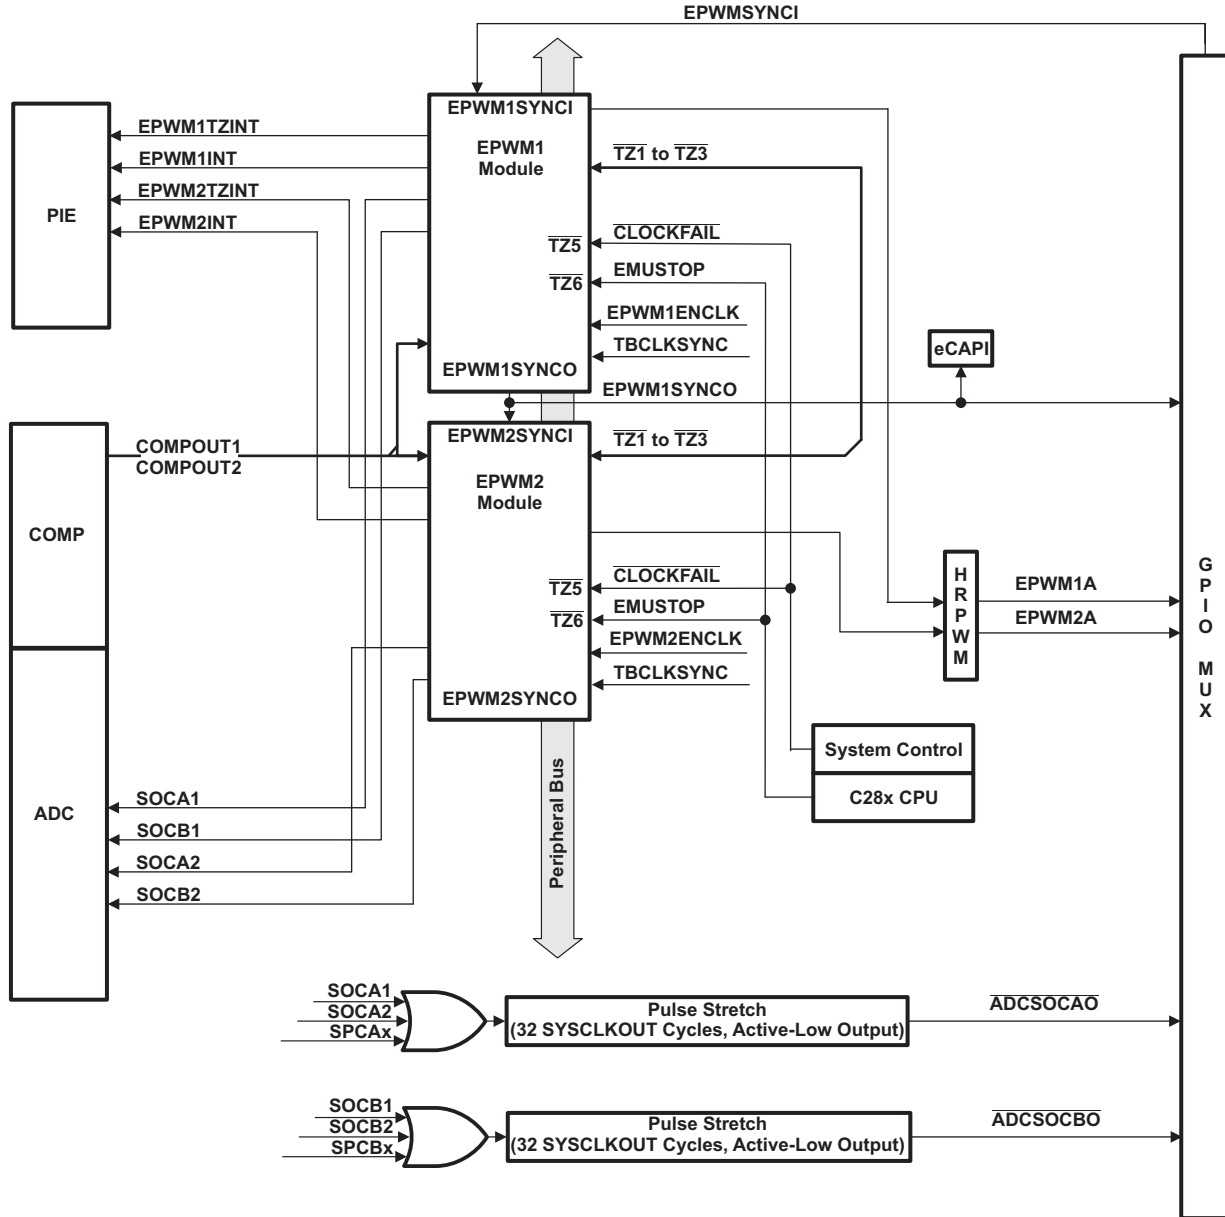 EPWMSYNCI
EPWM1SYNCI
EPWM1
Module
TZ1 to TZ3
EPWM1TZINT
EPWM1INT
EPWM2TZINT
EPWM2INT
PIE
TZ5
CLOCKFAIL
TZ6
EMUSTOP
EPWM1ENCLK
TBCLKSYNC
EPWM1SYNCO
eCAPI
EPWM1SYNCO
EPWM2SYNCI
TZ1 to TZ3
COMPOUT1
COMPOUT2
EPWM2
Module
COMP
TZ5
CLOCKFAIL
TZ6
EMUSTOP
EPWM2ENCLK
TBCLKSYNC
EPWM2SYNCO
HRPWM
EPWM1A
EPWM2A
GPIO MUX
System Control
C28x CPU
Peripheral Bus
ADC
SOCA1
SOCB1
SOCA2
SOCB2
SOCA1
SOCA2
SPCAx
Pulse Stretch
(32 SYSCLKOUT Cycles, Active-Low Output)
ADCSOCAO
SOCB1
SOCB2
SPCBx
Pulse Stretch
(32 SYSCLKOUT Cycles, Active-Low Output)
ADCSOCBO